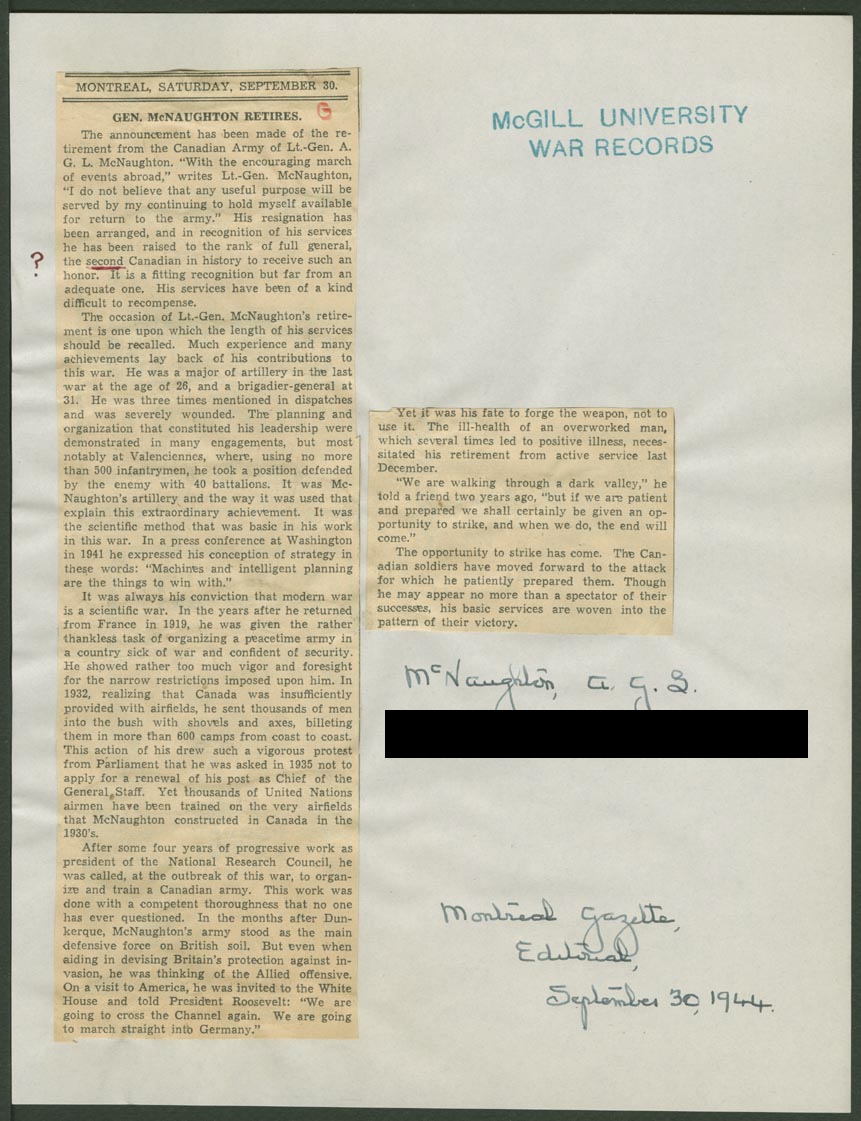 MONTREAL, SATURDAY, SEPTEMBER 30.
GEN. McNAUGHTON RETIRES.
G
The announcement has been made of the re-
tirement from the Canadian Army of Lt.-Gen. A.
G. L. McNaughton. "With the encouraging march
of events abroad," writes Lt.-Gen. McNaughton,
"I do not believe that any useful purpose will be
served by my continuing to hold myself available
for return to the army." His resignation has
been arranged, and in recognition of his services
he has been raised to the rank of full general,
?
the second Canadian in history to receive such an
honor. It is a fitting recognition but far from an
adequate one. His services have been of a kind
difficult to recompense.
The occasion of Lt.-Gen. McNaughton's retire-
ment is one upon which the length of his services
should be recalled. Much experience and many
achievements lay back of his contributions to
this war. He was a major of artillery in the last
war at the age of 26, and a brigadier-general at
31. He was three times mentioned in dispatches
and was severely wounded. The planning and
organization that constituted his leadership were
demonstrated in many engagements, but most
notably at Valenciennes, where, using no more
than 500 infantrymen, he took a position defended
by the enemy with 40 battalions. It was Mc-
Naughton's artillery and the way it was used that
explain this extraordinary achievement. It was
the scientific method that was basic in his work
in this war. In a press conference at Washington
in 1941 he expressed his conception of strategy in
these words: "Machines and intelligent planning
are the things to win with."
It was always his conviction that modern war
is a scientific war. In the years after he returned
from France in 1919, he was given the rather
thankless task of organizing a peacetime army in
a country sick of war and confident of security.
He showed rather too much vigor and foresight
for the narrow restrictions imposed upon him. In
1932, realizing that Canada was insufficiently
provided with airfields, he sent thousands of men
into the bush with shovels and axes, billeting
them in more than 600 camps from coast to coast.
This action of his drew such a vigorous protest
from Parliament that he was asked in 1935 not to
apply for a renewal of his post as Chief of the
General Staff. Yet thousands of United Nations
airmen have been trained on the very airfields
that McNaughton constructed in Canada in the
1930's.
After some four years of progressive work as
president of the National Research Council, he
was called, at the outbreak of this war, to organ-
ize and train a Canadian army. This work was
done with a competent thoroughness that no one
has ever questioned. In the months after Dun-
kerque, McNaughton's army stood as the main
defensive force on British soil. But even when
aiding in devising Britain's protection against in-
vasion, he was thinking of the Allied offensive.
On a visit to America, he was invited to the White
House and told President Roosevelt: "We are
going to cross the Channel again. We are going
to march straight into Germany."
McGILL UNIVERSITY
WAR RECORDS
Yet it was his fate to forge the weapon, not to
use it. The ill-health of an overworked man,
which several times led to positive illness, neces-
sitated his retirement from active service last
December.
"We are walking through a dark valley," he
told a friend two years ago, "but if we are patient
and prepared we shall certainly be given an op-
portunity to strike, and when we do, the end will
come."
The opportunity to strike has come. The Can-
adian soldiers have moved forward to the attack
for which he patiently prepared them. Though
he may appear no more than a spectator of their
successes, his basic services are woven into the
pattern of their victory.
McNaughton, A. G. L.
Montreal Gazette,
Editorial,
September 30, 1944.